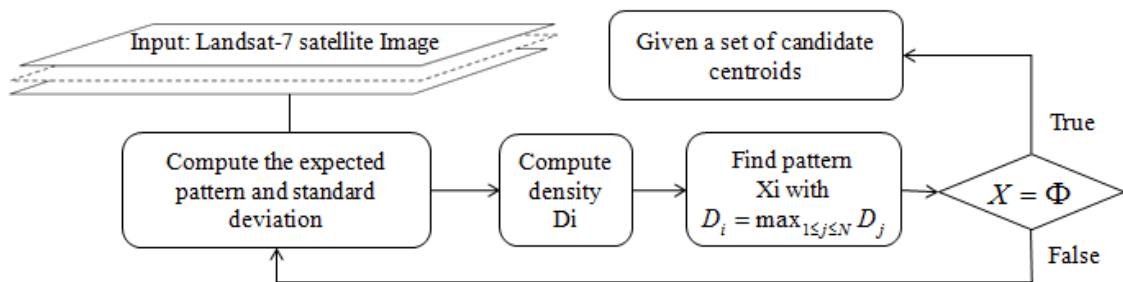 Input: Landsat-7 satellite Image
Given a set of candidate
centroids
True
Compute the expected
pattern and standard
deviation
Compute
density
Di
Find pattern
Xi with
D_i = max_{1≤j≤N} D_j
X = Φ
False